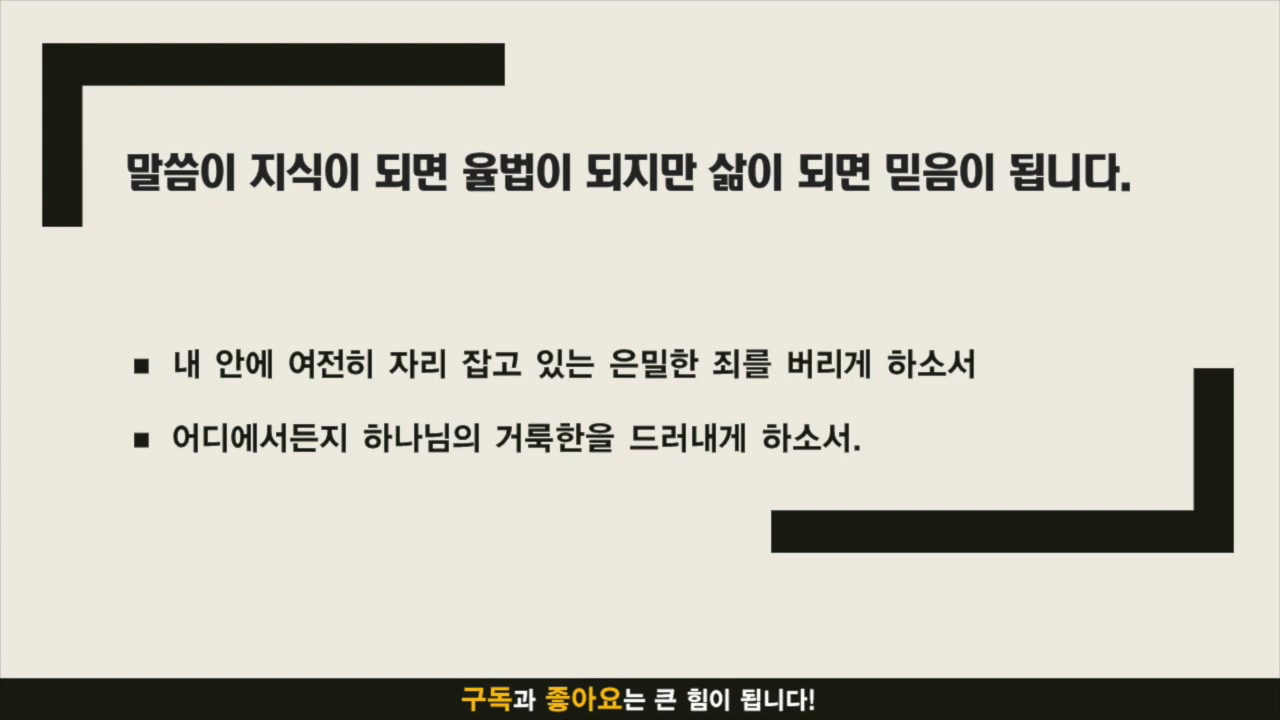 말씀이 지식이 되면 율법이 되지만 삶이 되면 믿음이 됩니다.
■ 내 안에 여전히 자리 잡고 있는 은밀한 죄를 버리게 하소서
■ 어디에서든지 하나님의 거룩한을 드러내게 하소서.
구독과 좋아요는 큰 힘이 됩니다!